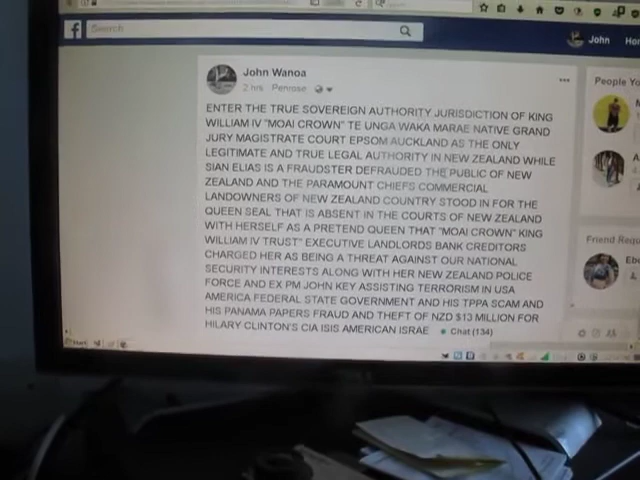 f Search
John Hom
John Wanoa
2 hrs Penrose
ENTER THE TRUE SOVEREIGN AUTHORITY JURISDICTION OF KING
WILLIAM IV "MOAI CROWN" TE UNGA WAKA MARAE NATIVE GRAND
JURY MAGISTRATE COURT EPSOM AUCKLAND AS THE ONLY
LEGITIMATE AND TRUE LEGAL AUTHORITY IN NEW ZEALAND WHILE
SIAN ELIAS IS A FRAUDSTER DEFRAUDED THE PUBLIC OF NEW
ZEALAND AND THE PARAMOUNT CHIEFS COMMERCIAL
LANDOWNERS OF NEW ZEALAND COUNTRY STOOD IN FOR THE
QUEEN SEAL THAT IS ABSENT IN THE COURTS OF NEW ZEALAND
WITH HERSELF AS A PRETEND QUEEN THAT "MOAI CROWN" KING
WILLIAM IV TRUST" EXECUTIVE LANDLORDS BANK CREDITORS
CHARGED HER AS BEING A THREAT AGAINST OUR NATIONAL
SECURITY INTERESTS ALONG WITH HER NEW ZEALAND POLICE
FORCE AND EX PM JOHN KEY ASSISTING TERRORISM IN USA
AMERICA FEDERAL STATE GOVERNMENT AND HIS TPPA SCAM AND
HIS PANAMA PAPERS FRAUD AND THEFT OF NZD $13 MILLION FOR
HILARY CLINTON'S CIA ISIS AMERICAN ISRAE
Chat (134)
People Yo
Friend Requ
Ebe